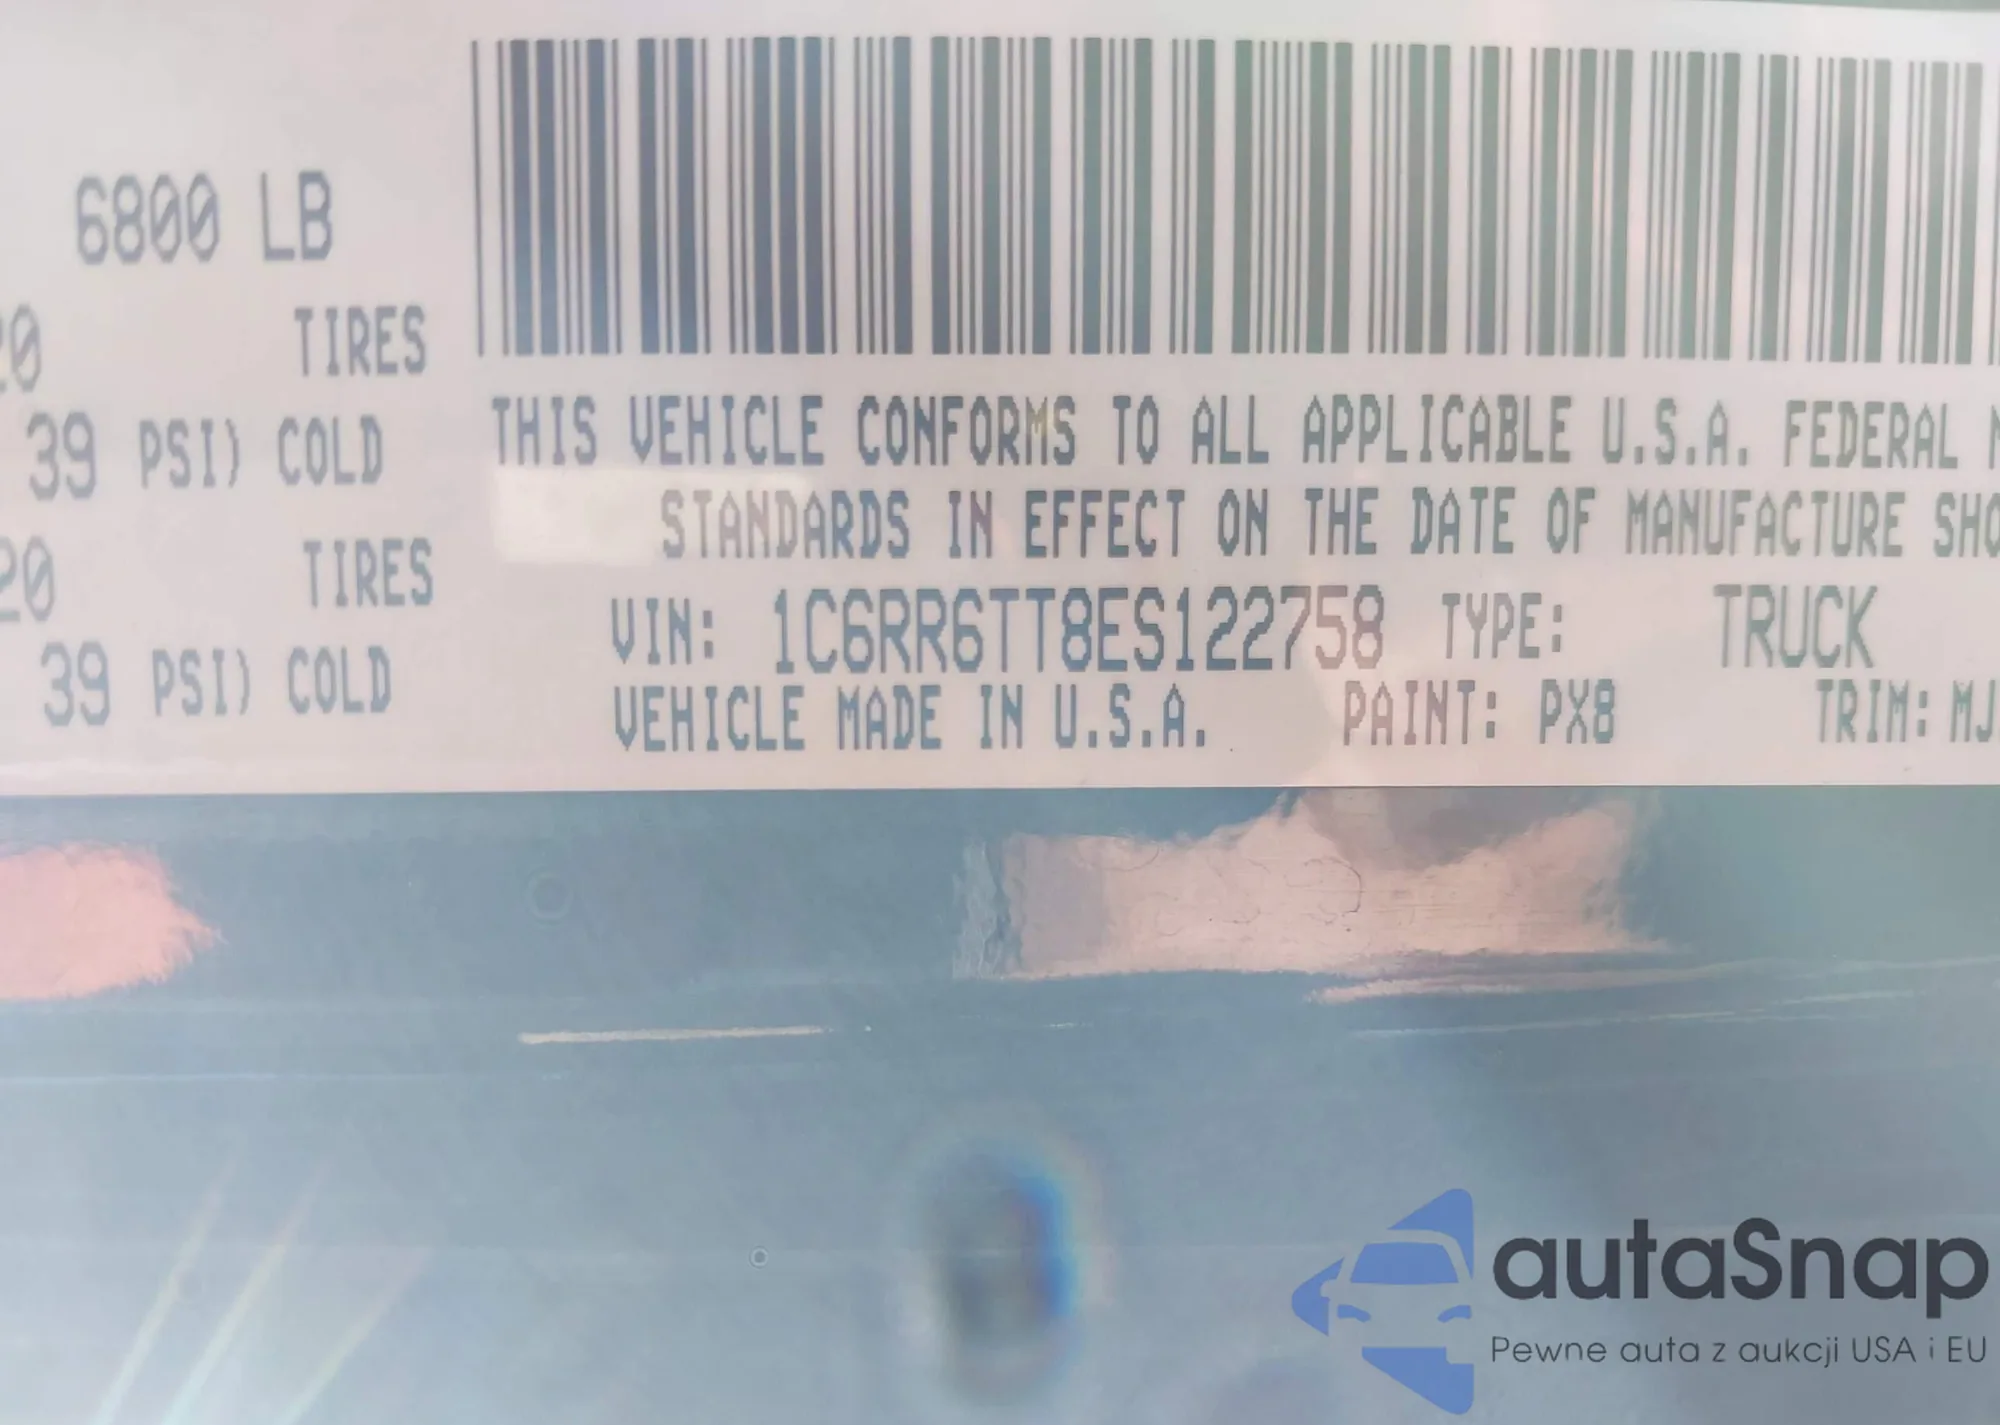 6800 LB
20 TIRES
39 PSI) COLD
20 TIRES
39 PSI) COLD
THIS VEHICLE CONFORMS TO ALL APPLICABLE U.S.A. FEDERAL
STANDARDS IN EFFECT ON THE DATE OF MANUFACTURE SHO
VIN: 1C6RR6TT8ES122758 TYPE: TRUCK
VEHICLE MADE IN U.S.A. PAINT: PX8 TRIM: MJ
autaSnap
Pewne auta z aukcji USA i EU